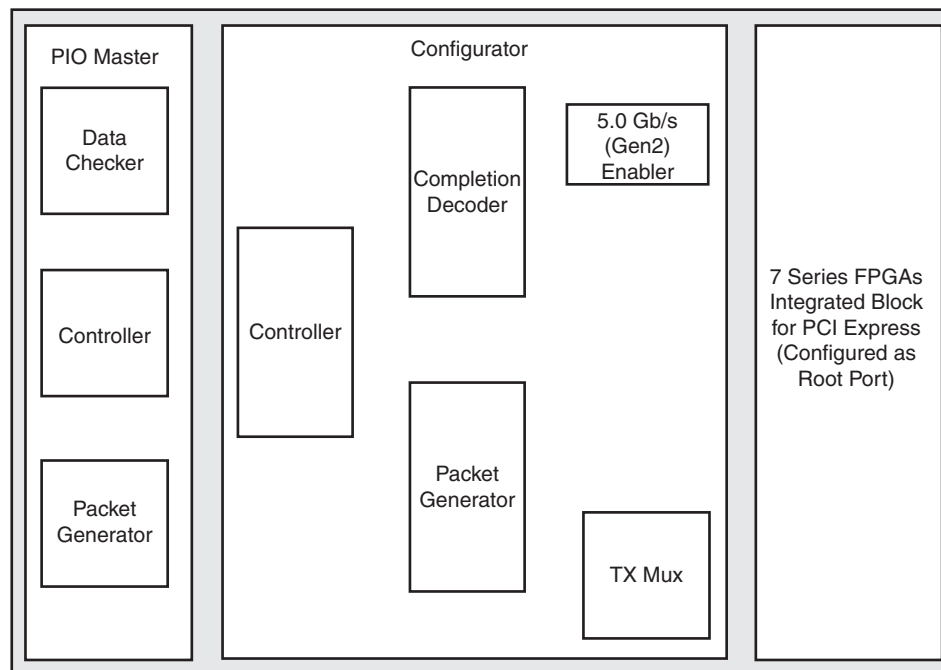 PIO Master
Data
Checker
Controller
Packet
Generator
Configurator
Controller
Completion
Decoder
Packet
Generator
5.0 Gb/s
(Gen2)
Enabler
TX Mux
7 Series FPGAs
Integrated Block
for PCI Express
(Configured as
Root Port)